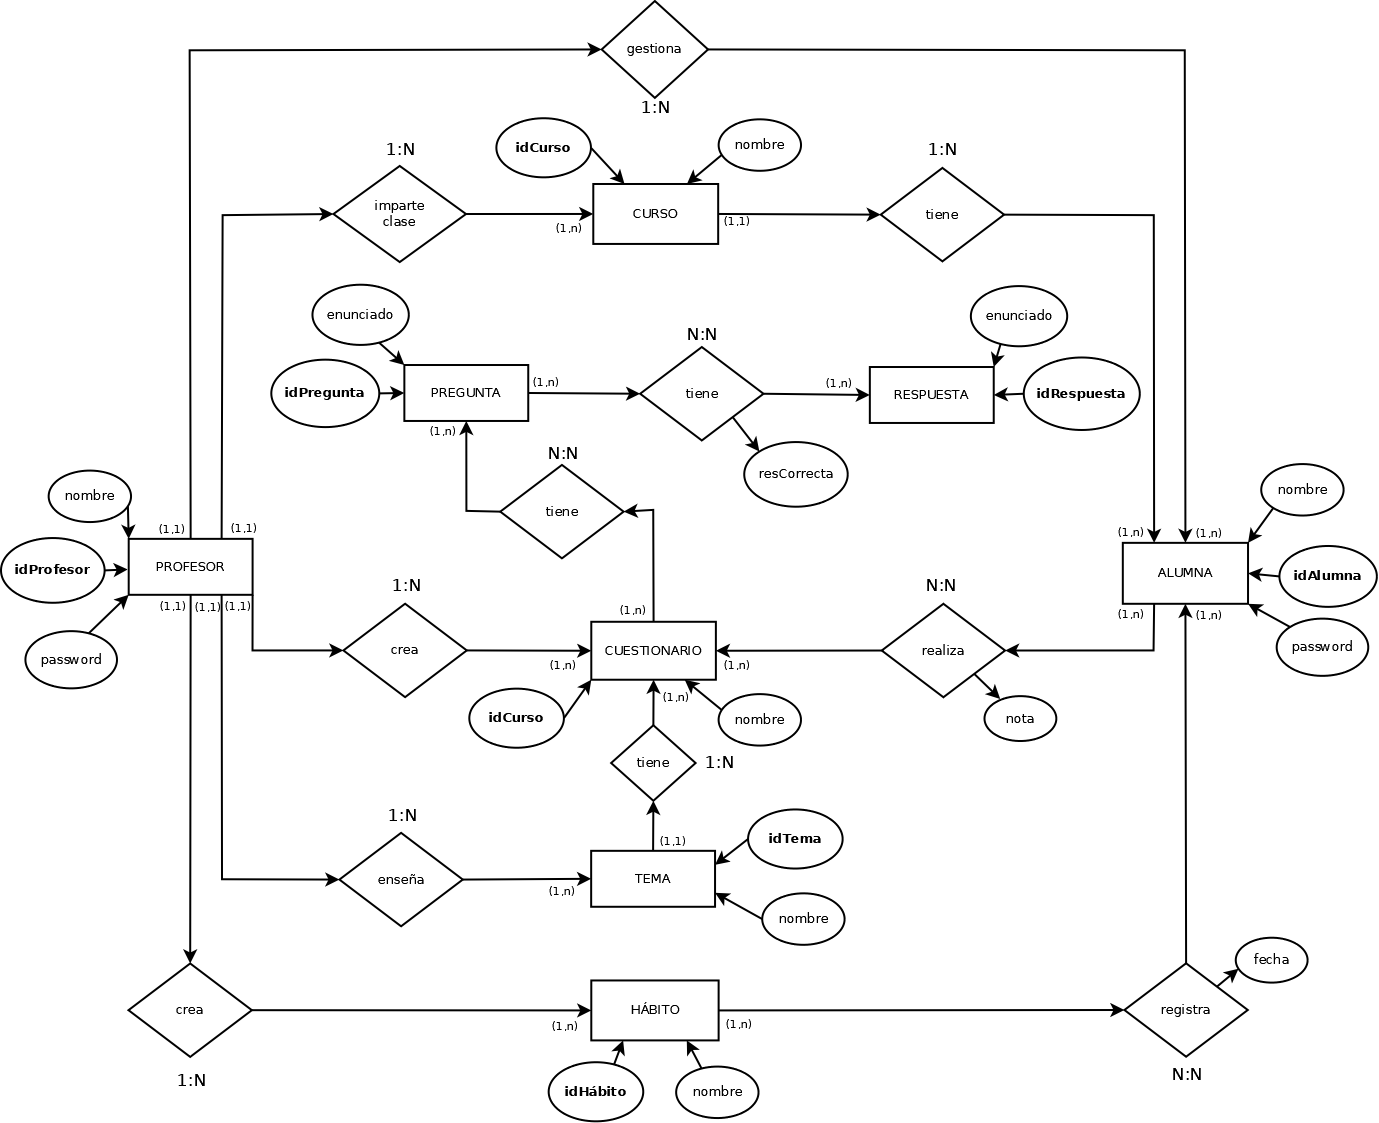 gestiona
1:N
idCurso
nombre
1:N
1:N
imparte
clase
CURSO
tiene
(1,n)
(1,1)
enunciado
enunciado
N:N
idPregunta
PREGUNTA
(1,n)
tiene
(1,n)
RESPUESTA
idRespuesta
(1,n)
N:N
resCorrecta
nombre
tiene
nombre
(1,1)
(1,1)
(1,n)
(1,n)
idProfesor
PROFESOR
ALUMNA
idAlumna
(1,1)
(1,1)
(1,1)
1:N
(1,n)
N:N
(1,n)
(1,n)
password
crea
(1,n)
CUESTIONARIO
(1,n)
realiza
password
idCurso
(1,n)
nombre
nota
tiene
1:N
1:N
(1,1)
idTema
enseña
(1,n)
TEMA
nombre
fecha
crea
(1,n)
HÁBITO
(1,n)
registra
1:N
idHábito
nombre
N:N